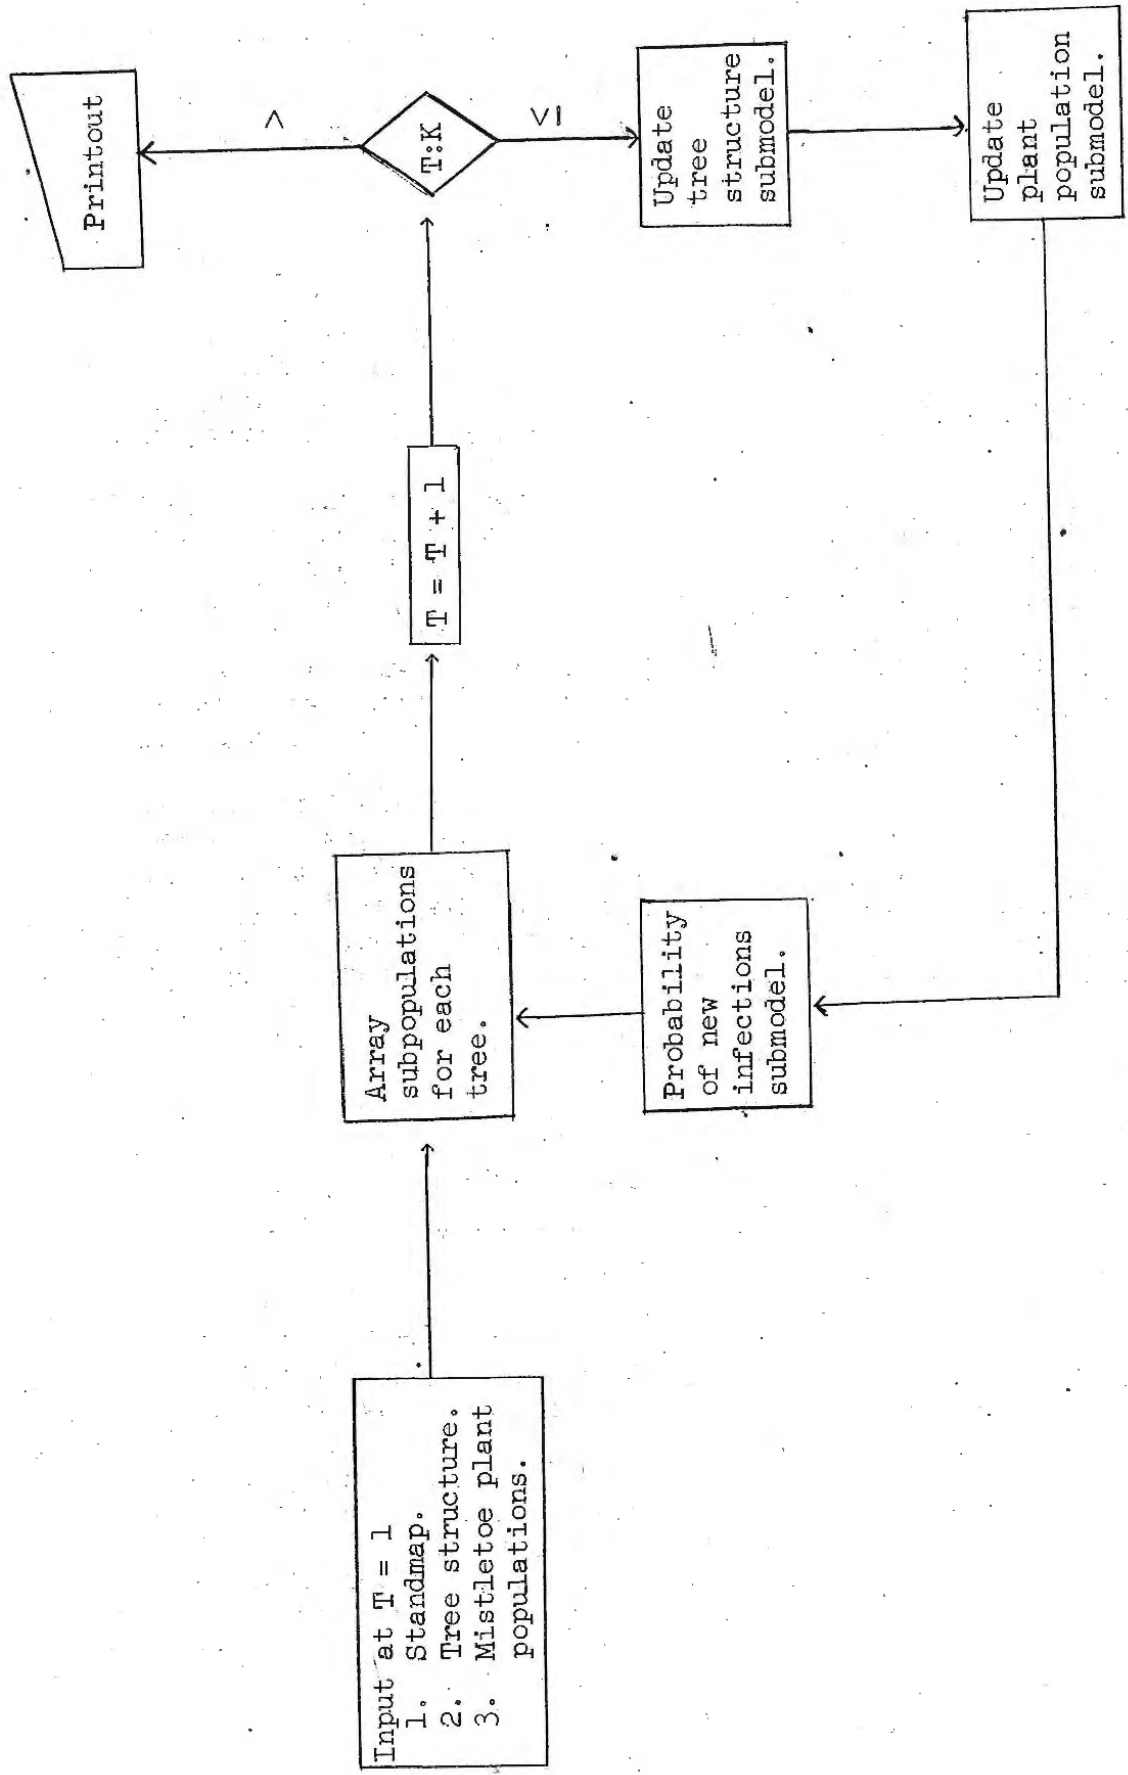 Printout
>
T:K
≤
Input at T = 1
1. Standmap.
2. Tree structure.
3. Mistletoe plant
populations.
Array
subpopulations
for each
tree.
T = T + 1
Update
tree
structure
submodel.
Probability
of new
infections
submodel.
Update
plant
population
submodel.